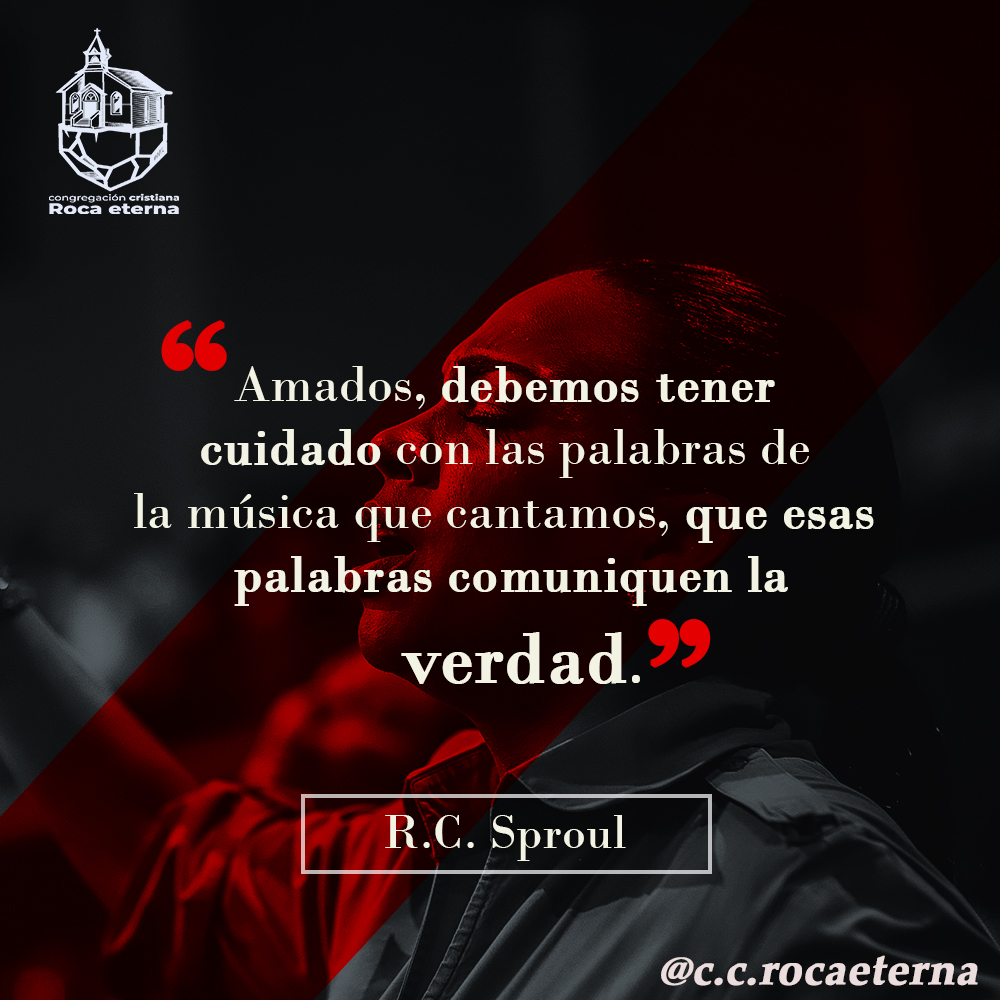 congregación cristiana
Roca eterna
“Amados, debemos tener
cuidado con las palabras de
la música que cantamos, que esas
palabras comuniquen la
verdad.”
R.C. Sproul
@c.c.rocaeterna